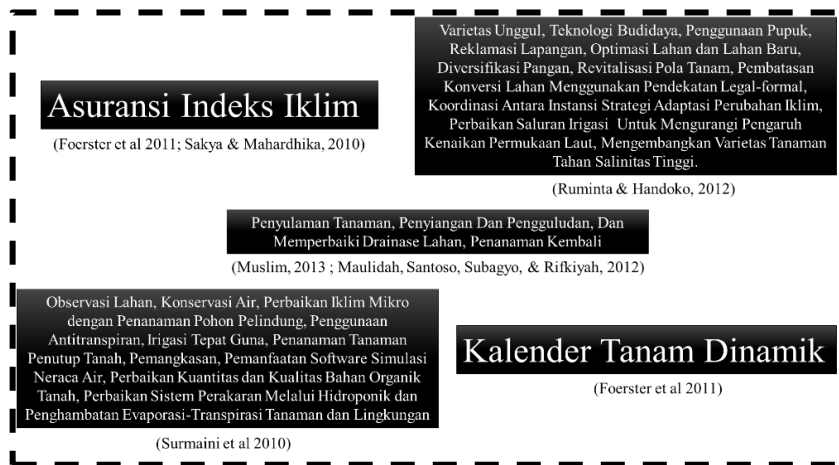 Asuransi Indeks Iklim
(Foerster et al 2011; Sakya & Mahardhika, 2010)
Varietas Unggul, Teknologi Budidaya, Penggunaan Pupuk,
Reklamasi Lapangan, Optimasi Lahan dan Lahan Baru,
Diversifikasi Pangan, Revitalisasi Pola Tanam, Pembatasan
Konversi Lahan Menggunakan Pendekatan Legal-formal,
Koordinasi Antara Instansi Strategi Adaptasi Perubahan Iklim,
Perbaikan Saluran Irigasi Untuk Mengurangi Pengaruh
Kenaikan Permukaan Laut, Mengembangkan Varietas Tanaman
Tahan Salinitas Tinggi.
(Ruminta & Handoko, 2012)
Penyulaman Tanaman, Penyiangan Dan Pengguludan, Dan
Memperbaiki Drainase Lahan, Penanaman Kembali
(Muslim, 2013 ; Maulidah, Santoso, Subagyo, & Rifkiyah, 2012)
Observasi Lahan, Konservasi Air, Perbaikan Iklim Mikro
dengan Penanaman Pohon Pelindung, Penggunaan
Antitranspiran, Irigasi Tepat Guna, Penanaman Tanaman
Penutup Tanah, Pemangkasan, Pemanfaatan Software Simulasi
Neraca Air, Perbaikan Kuantitas dan Kualitas Bahan Organik
Tanah, Perbaikan Sistem Perakaran Melalui Hidroponik dan
Penghambatan Evaporasi-Transpirasi Tanaman dan Lingkungan
(Surmaini et al 2010)
Kalender Tanam Dinamik
(Foerster et al 2011)